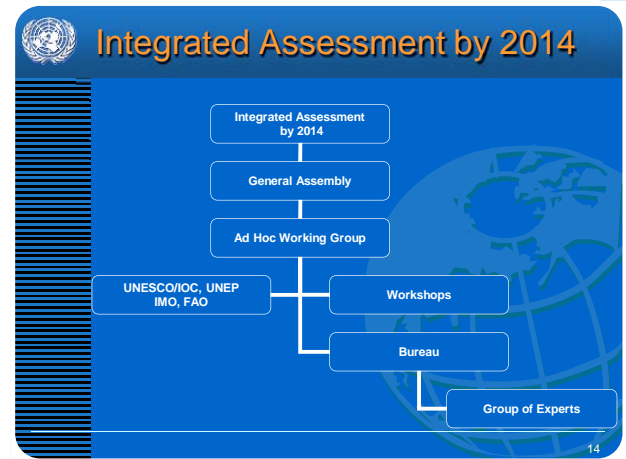 Integrated Assessment by 2014
Integrated Assessment
by 2014
General Assembly
Ad Hoc Working Group
UNESCO/IOC, UNEP
IMO, FAO
Workshops
Bureau
Group of Experts
14